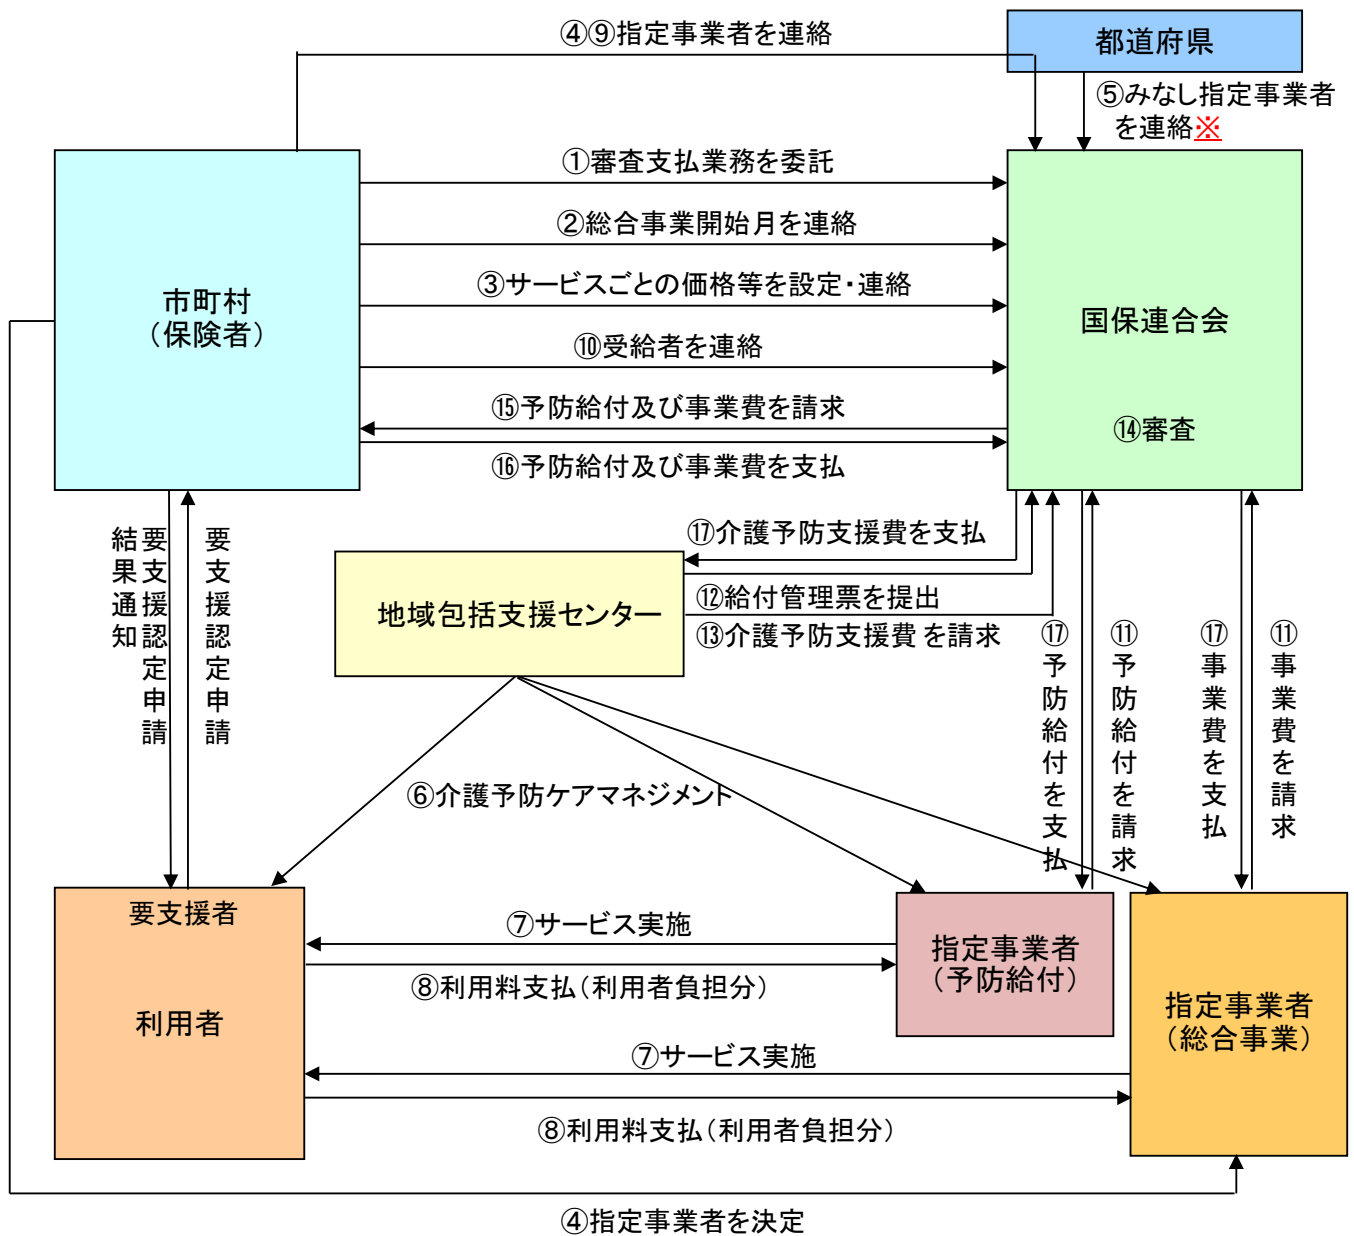 ④⑨指定事業者を連絡
都道府県
⑤みなし指定事業者
を連絡※
①審査支払業務を委託
②総合事業開始月を連絡
③サービスごとの価格等を設定・連絡
市町村
（保険者）
国保連合会
⑩受給者を連絡
⑮予防給付及び事業費を請求
⑭審査
⑯予防給付及び事業費を支払
要支援認定申請
結果通知
要支援認定申請
⑰介護予防支援費を支払
地域包括支援センター
⑫給付管理票を提出
⑬介護予防支援費を請求
⑰予防給付を支払
⑪予防給付を請求
⑰事業費を支払
⑪事業費を請求
⑥介護予防ケアマネジメント
要支援者
利用者
⑦サービス実施
⑧利用料支払（利用者負担分）
指定事業者
（予防給付）
指定事業者
（総合事業）
⑦サービス実施
⑧利用料支払（利用者負担分）
④指定事業者を決定